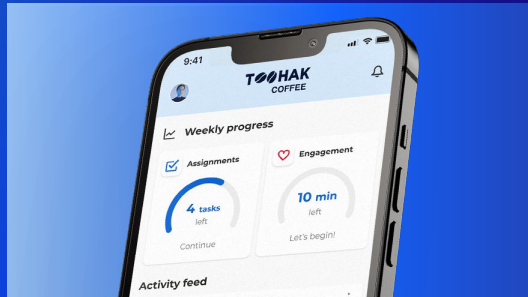 9:41
TOOHAK
COFFEE
Weekly progress
Assignments
4 tasks
left
Continue
Engagement
10 min
left
Let's begin!
Activity feed